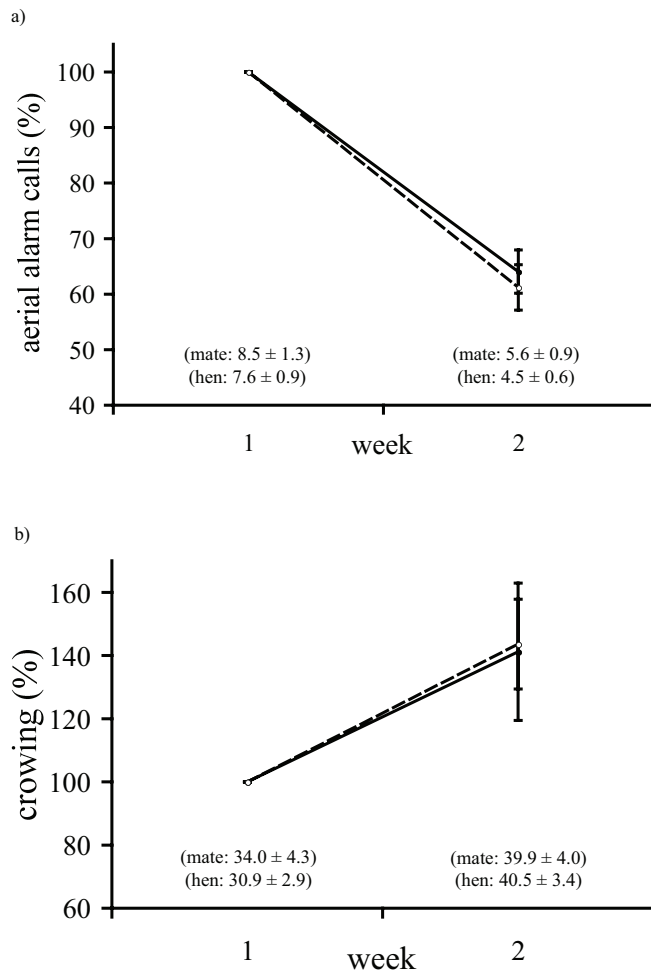 a)
aerial alarm calls (%)
100
90
80
70
60
50
40
(mate: 8.5 ± 1.3)
(hen: 7.6 ± 0.9)
(mate: 5.6 ± 0.9)
(hen: 4.5 ± 0.6)
1
week
2
b)
crowing (%)
160
140
120
100
80
60
(mate: 34.0 ± 4.3)
(hen: 30.9 ± 2.9)
(mate: 39.9 ± 4.0)
(hen: 40.5 ± 3.4)
1
week
2